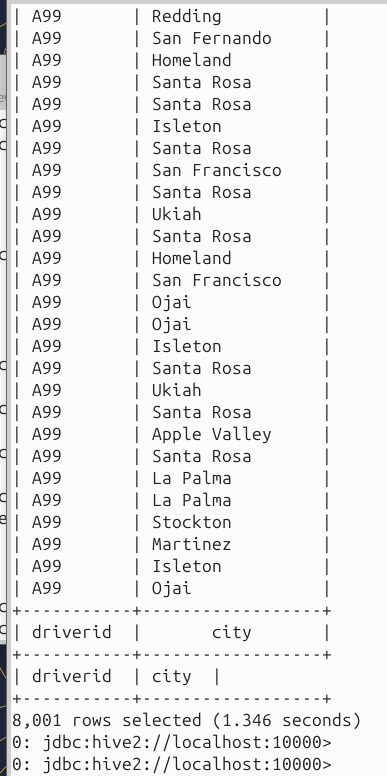 | A99 | Redding |
| A99 | San Fernando |
| A99 | Homeland |
| A99 | Santa Rosa |
| A99 | Santa Rosa |
| A99 | Isleton |
| A99 | Santa Rosa |
| A99 | San Francisco |
| A99 | Santa Rosa |
| A99 | Ukiah |
| A99 | Santa Rosa |
| A99 | Homeland |
| A99 | San Francisco |
| A99 | Ojai |
| A99 | Ojai |
| A99 | Isleton |
| A99 | Santa Rosa |
| A99 | Ukiah |
| A99 | Santa Rosa |
| A99 | Apple Valley |
| A99 | Santa Rosa |
| A99 | La Palma |
| A99 | La Palma |
| A99 | Stockton |
| A99 | Martinez |
| A99 | Isleton |
| A99 | Ojai |
+-----------+------------------+
| driverid | city |
+-----------+------------------+
| driverid | city |
+-----------+------------------+
8,001 rows selected (1.346 seconds)
0: jdbc:hive2://localhost:10000>
0: jdbc:hive2://localhost:10000>